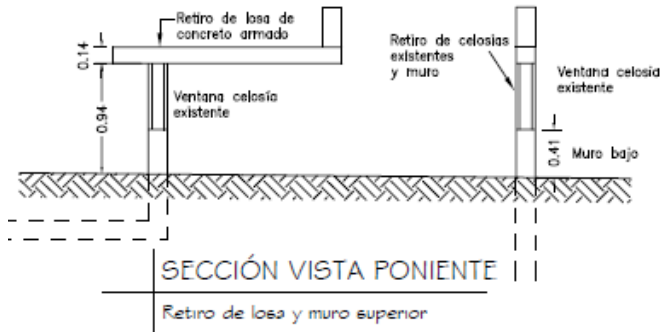 Retiro de losa de
concreto armado
0.14
0.94
Ventana celosía
existente
Retiro de celosias
existentes
y muro
Ventana celosia
existente
0.41
Muro bajo
SECCIÓN VISTA PONIENTE
Retiro de losa y muro superior